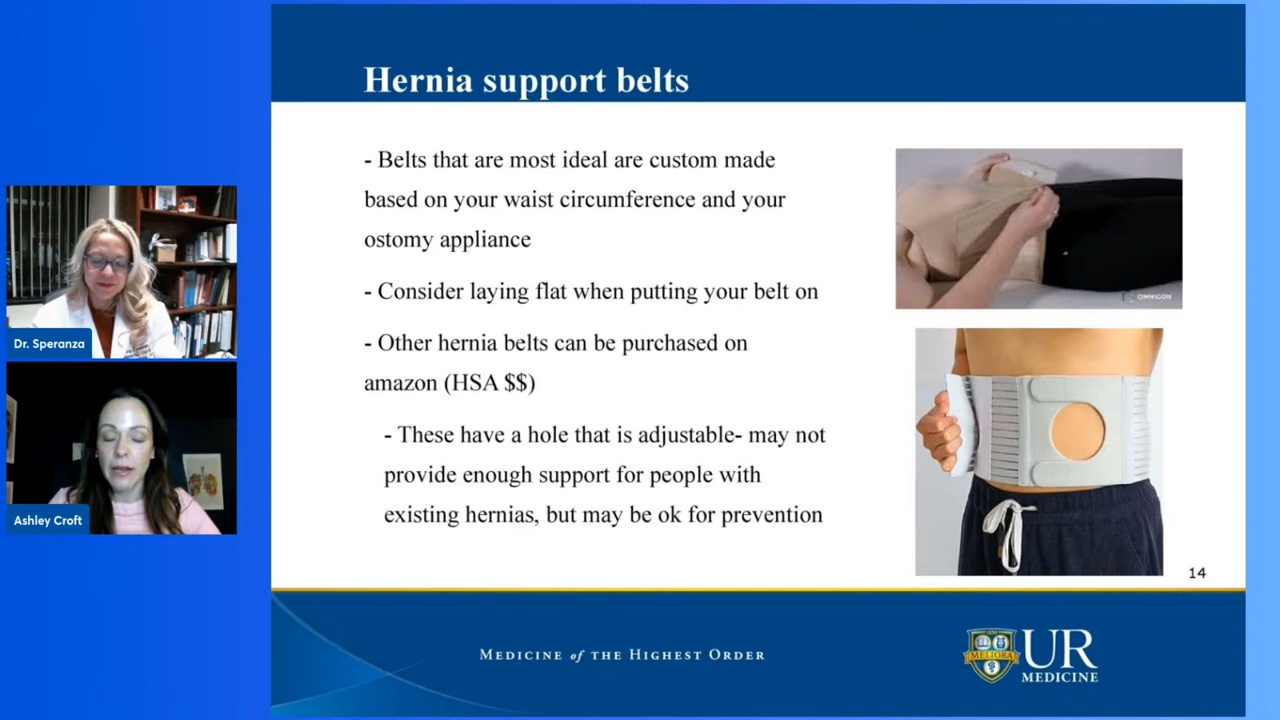 Hernia support belts
- Belts that are most ideal are custom made
based on your waist circumference and your
ostomy appliance
- Consider laying flat when putting your belt on
- Other hernia belts can be purchased on
amazon (HSA $$)
- These have a hole that is adjustable- may not
provide enough support for people with
existing hernias, but may be ok for prevention
OMNIGON
14
Dr. Speranza
Ashley Croft
MEDICINE of THE HIGHEST ORDER
MELIORA
UR
MEDICINE